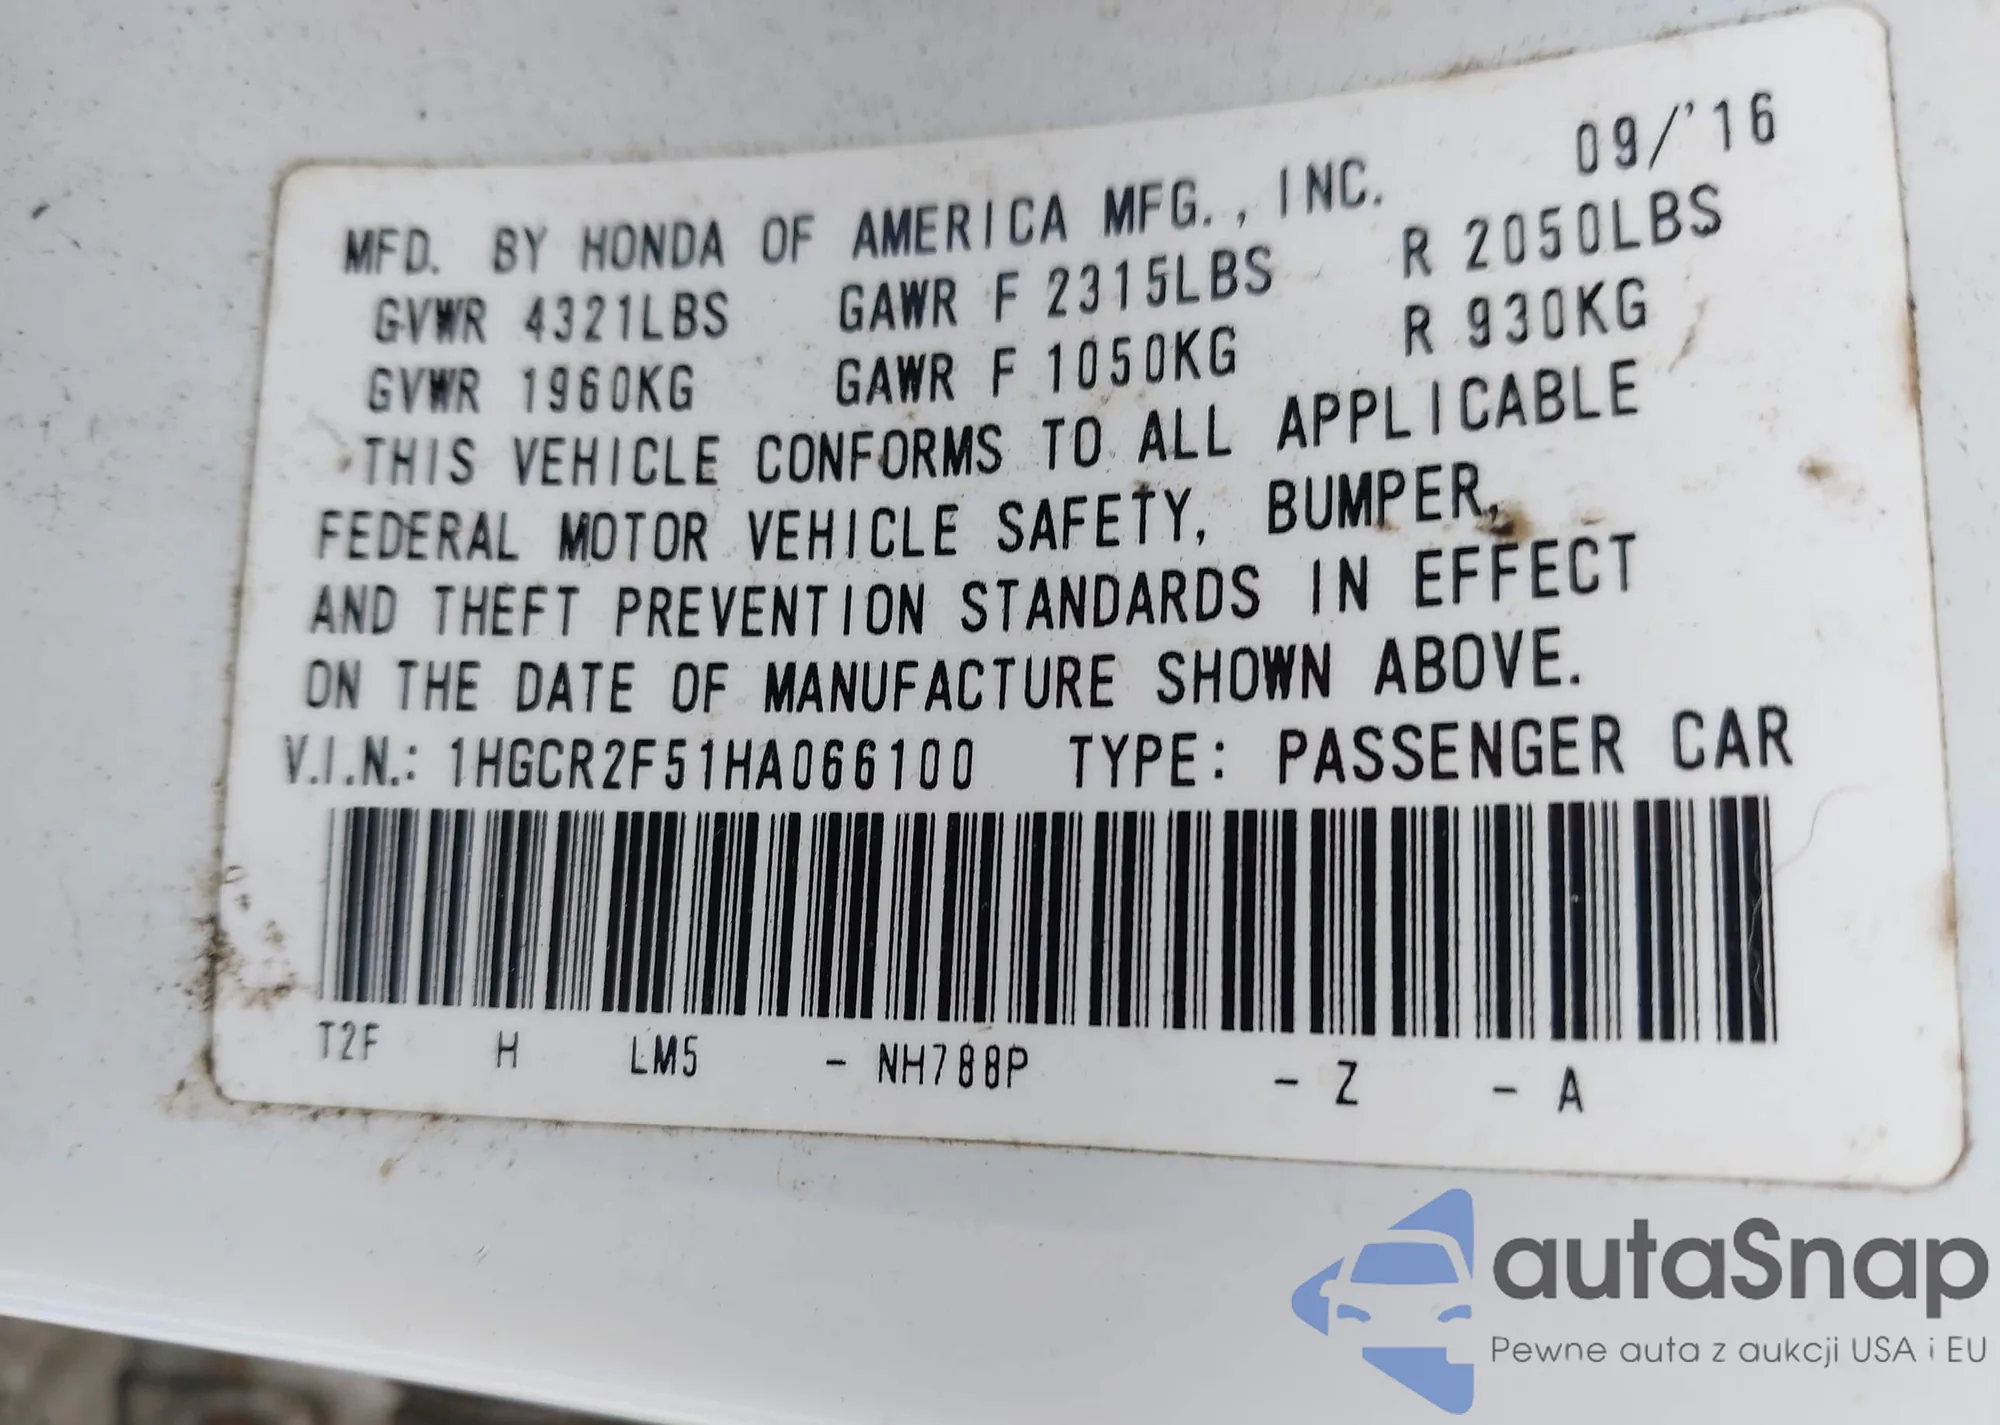 09/'16
MFD. BY HONDA OF AMERICA MFG., INC.
GVWR 4321LBS GAWR F 2315LBS R 2050LBS
GVWR 1960KG GAWR F 1050KG R 930KG
THIS VEHICLE CONFORMS TO ALL APPLICABLE
FEDERAL MOTOR VEHICLE SAFETY, BUMPER,
AND THEFT PREVENTION STANDARDS IN EFFECT
ON THE DATE OF MANUFACTURE SHOWN ABOVE.
V.I.N.: 1HGCR2F51HA066100 TYPE: PASSENGER CAR
T2F H LM5 - NH788P - Z - A
autaSnap
Pewne auta z aukcji USA i EU